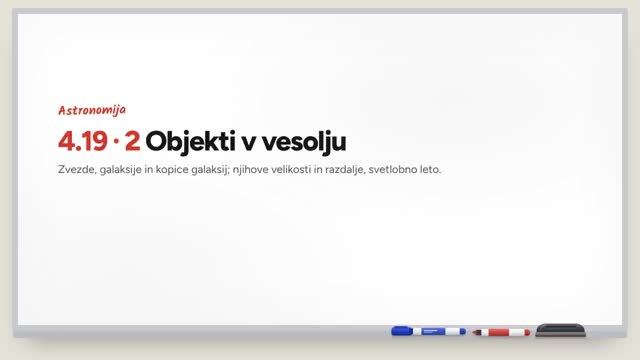 Astronomija
4.19 · 2 Objekti v vesolju
Zvezde, galaksije in kopice galaksij; njihove velikosti in razdalje, svetlobno leto.